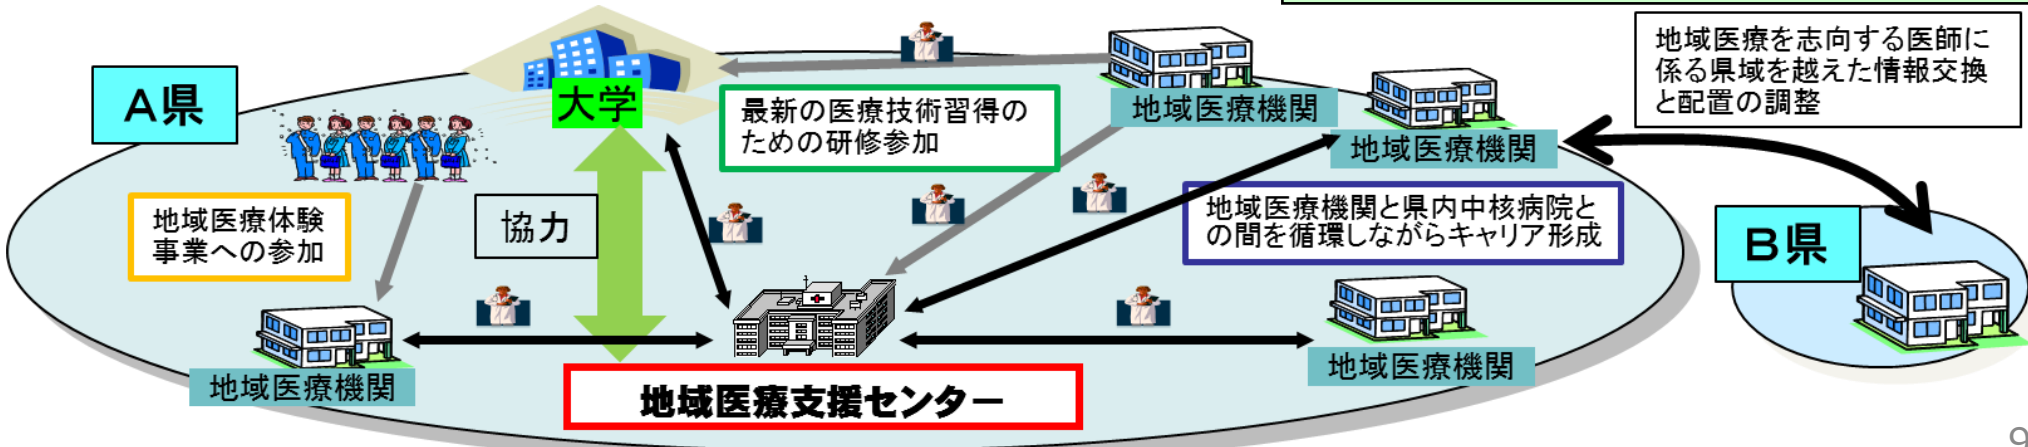 地域医療を志向する医師に
係る県域を越えた情報交換
と配置の調整
A県
大学
最新の医療技術習得の
ための研修参加
地域医療機関
地域医療機関
地域医療体験
事業への参加
協力
地域医療機関と県内中核病院と
の間を循環しながらキャリア形成
B県
地域医療機関
地域医療支援センター
地域医療機関